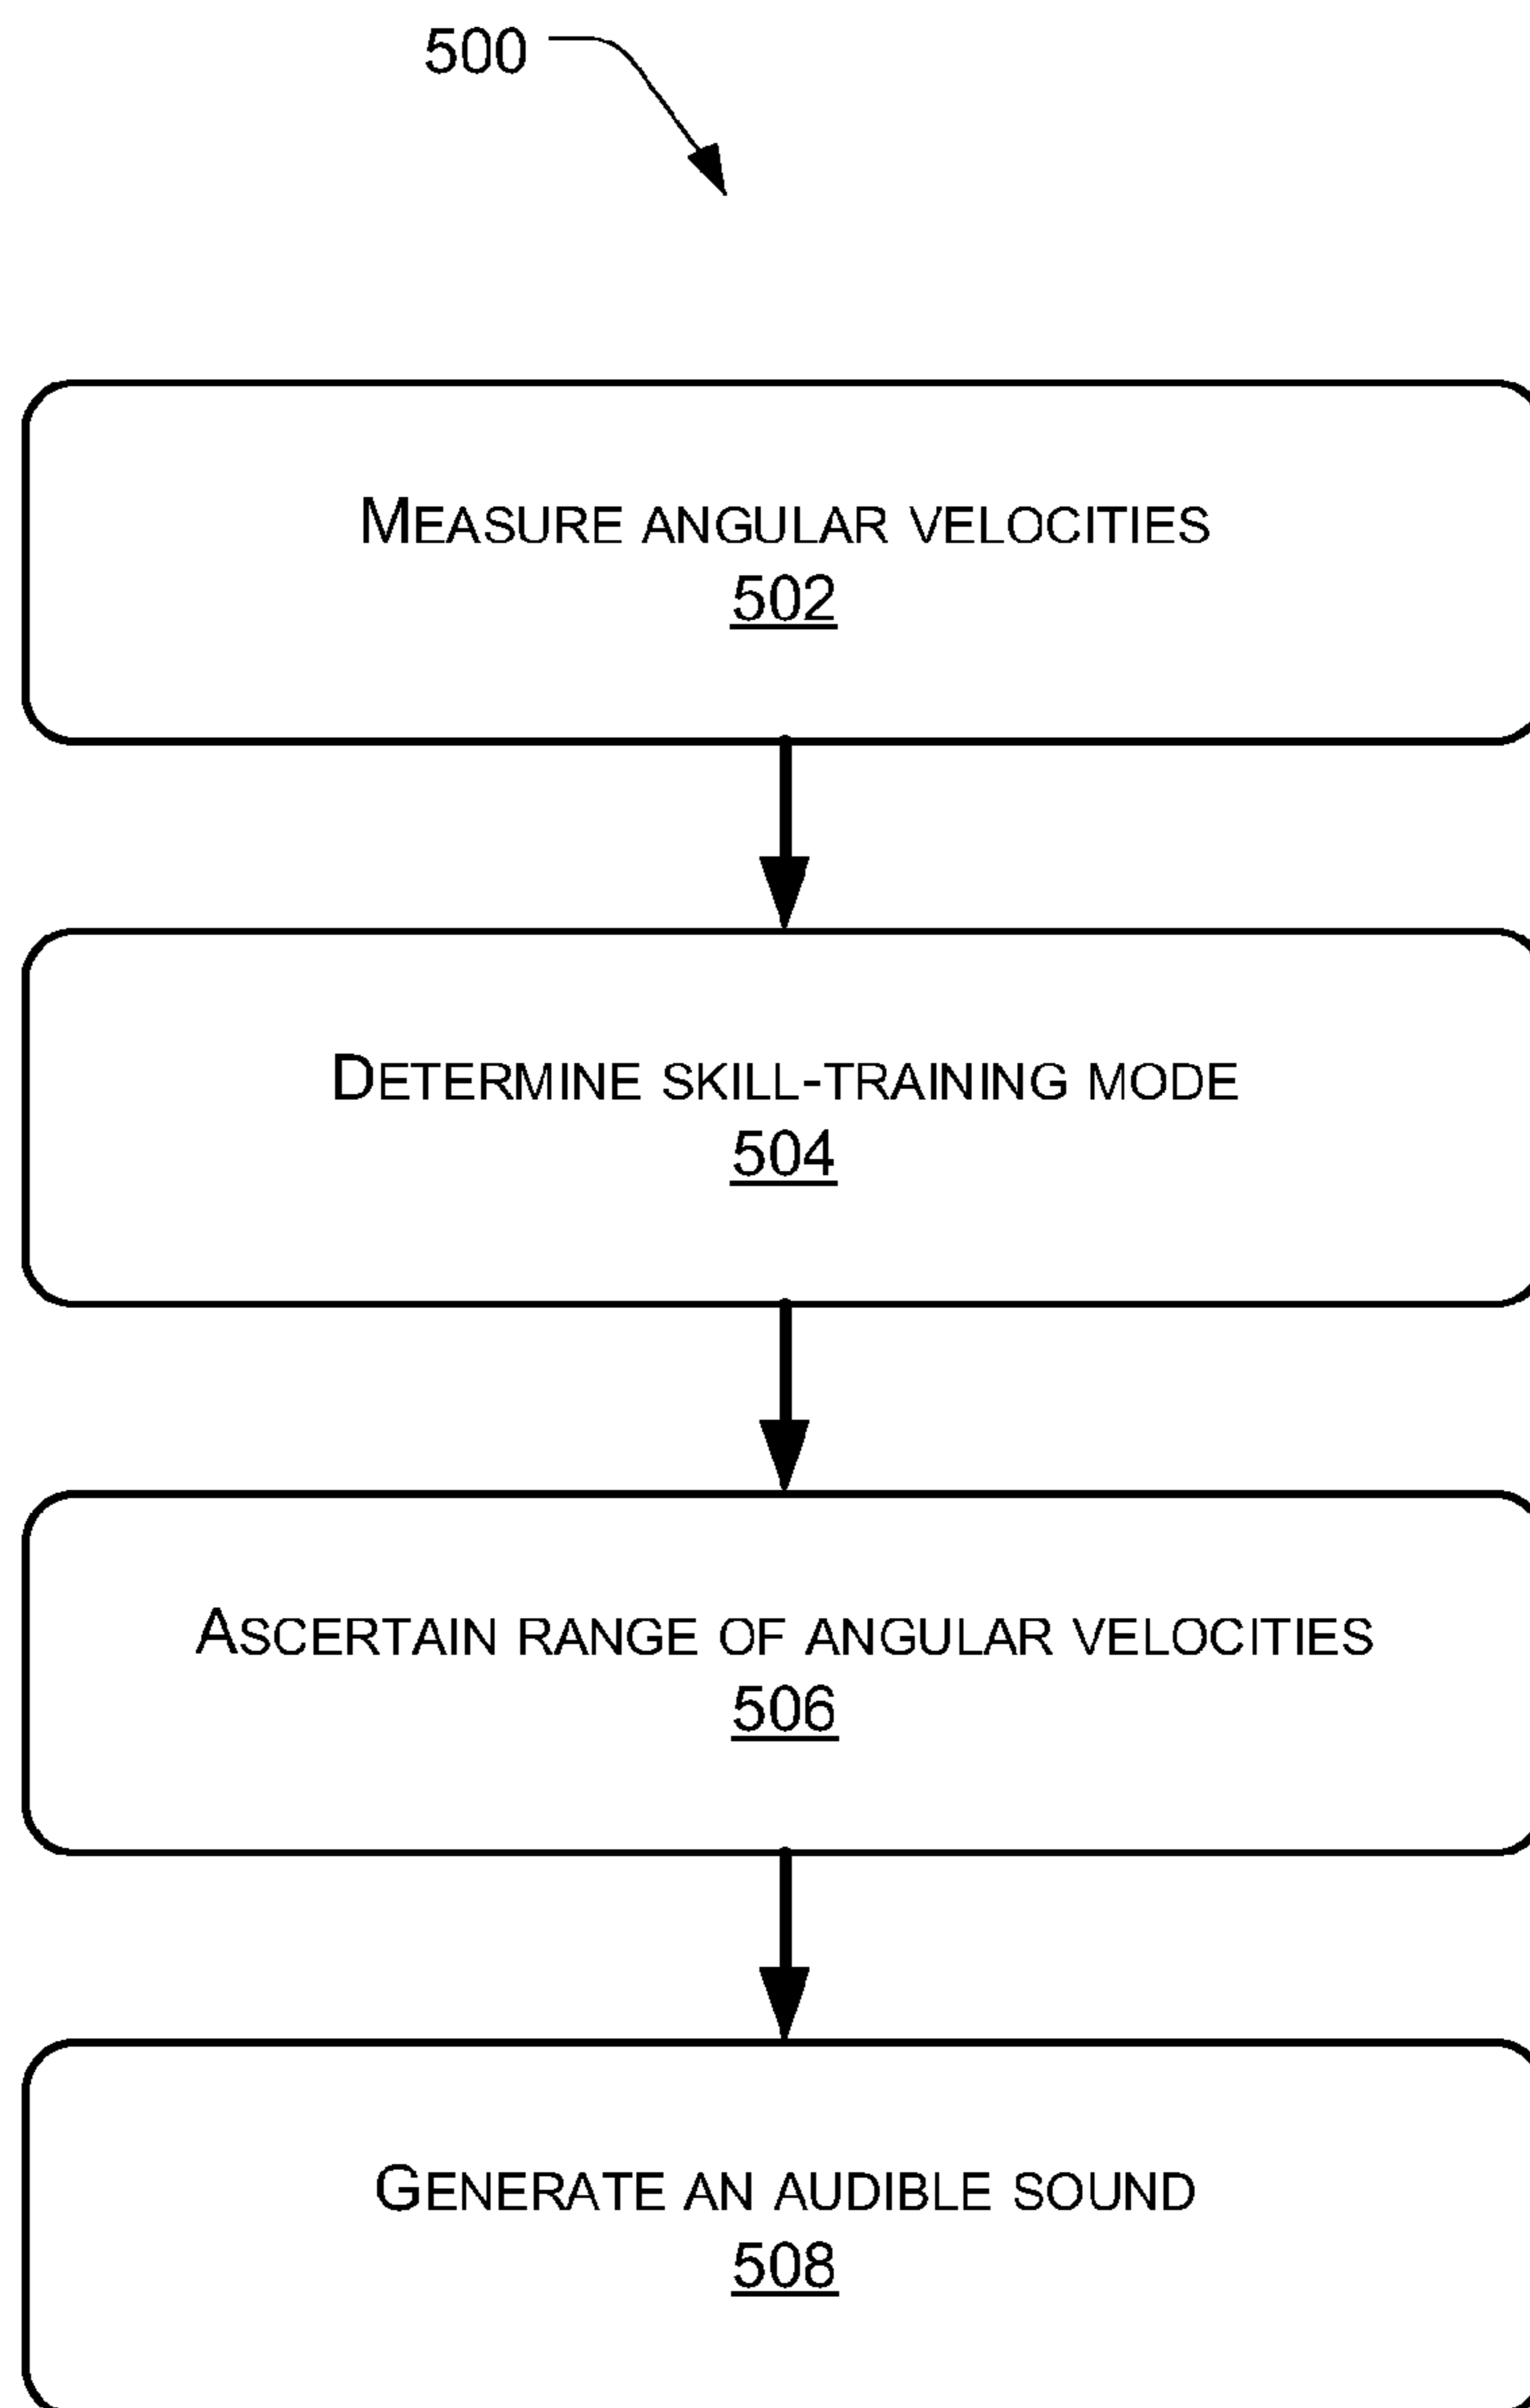 500
MEASURE ANGULAR VELOCITIES
502
DETERMINE SKILL-TRAINING MODE
504
ASCERTAIN RANGE OF ANGULAR VELOCITIES
506
GENERATE AN AUDIBLE SOUND
508